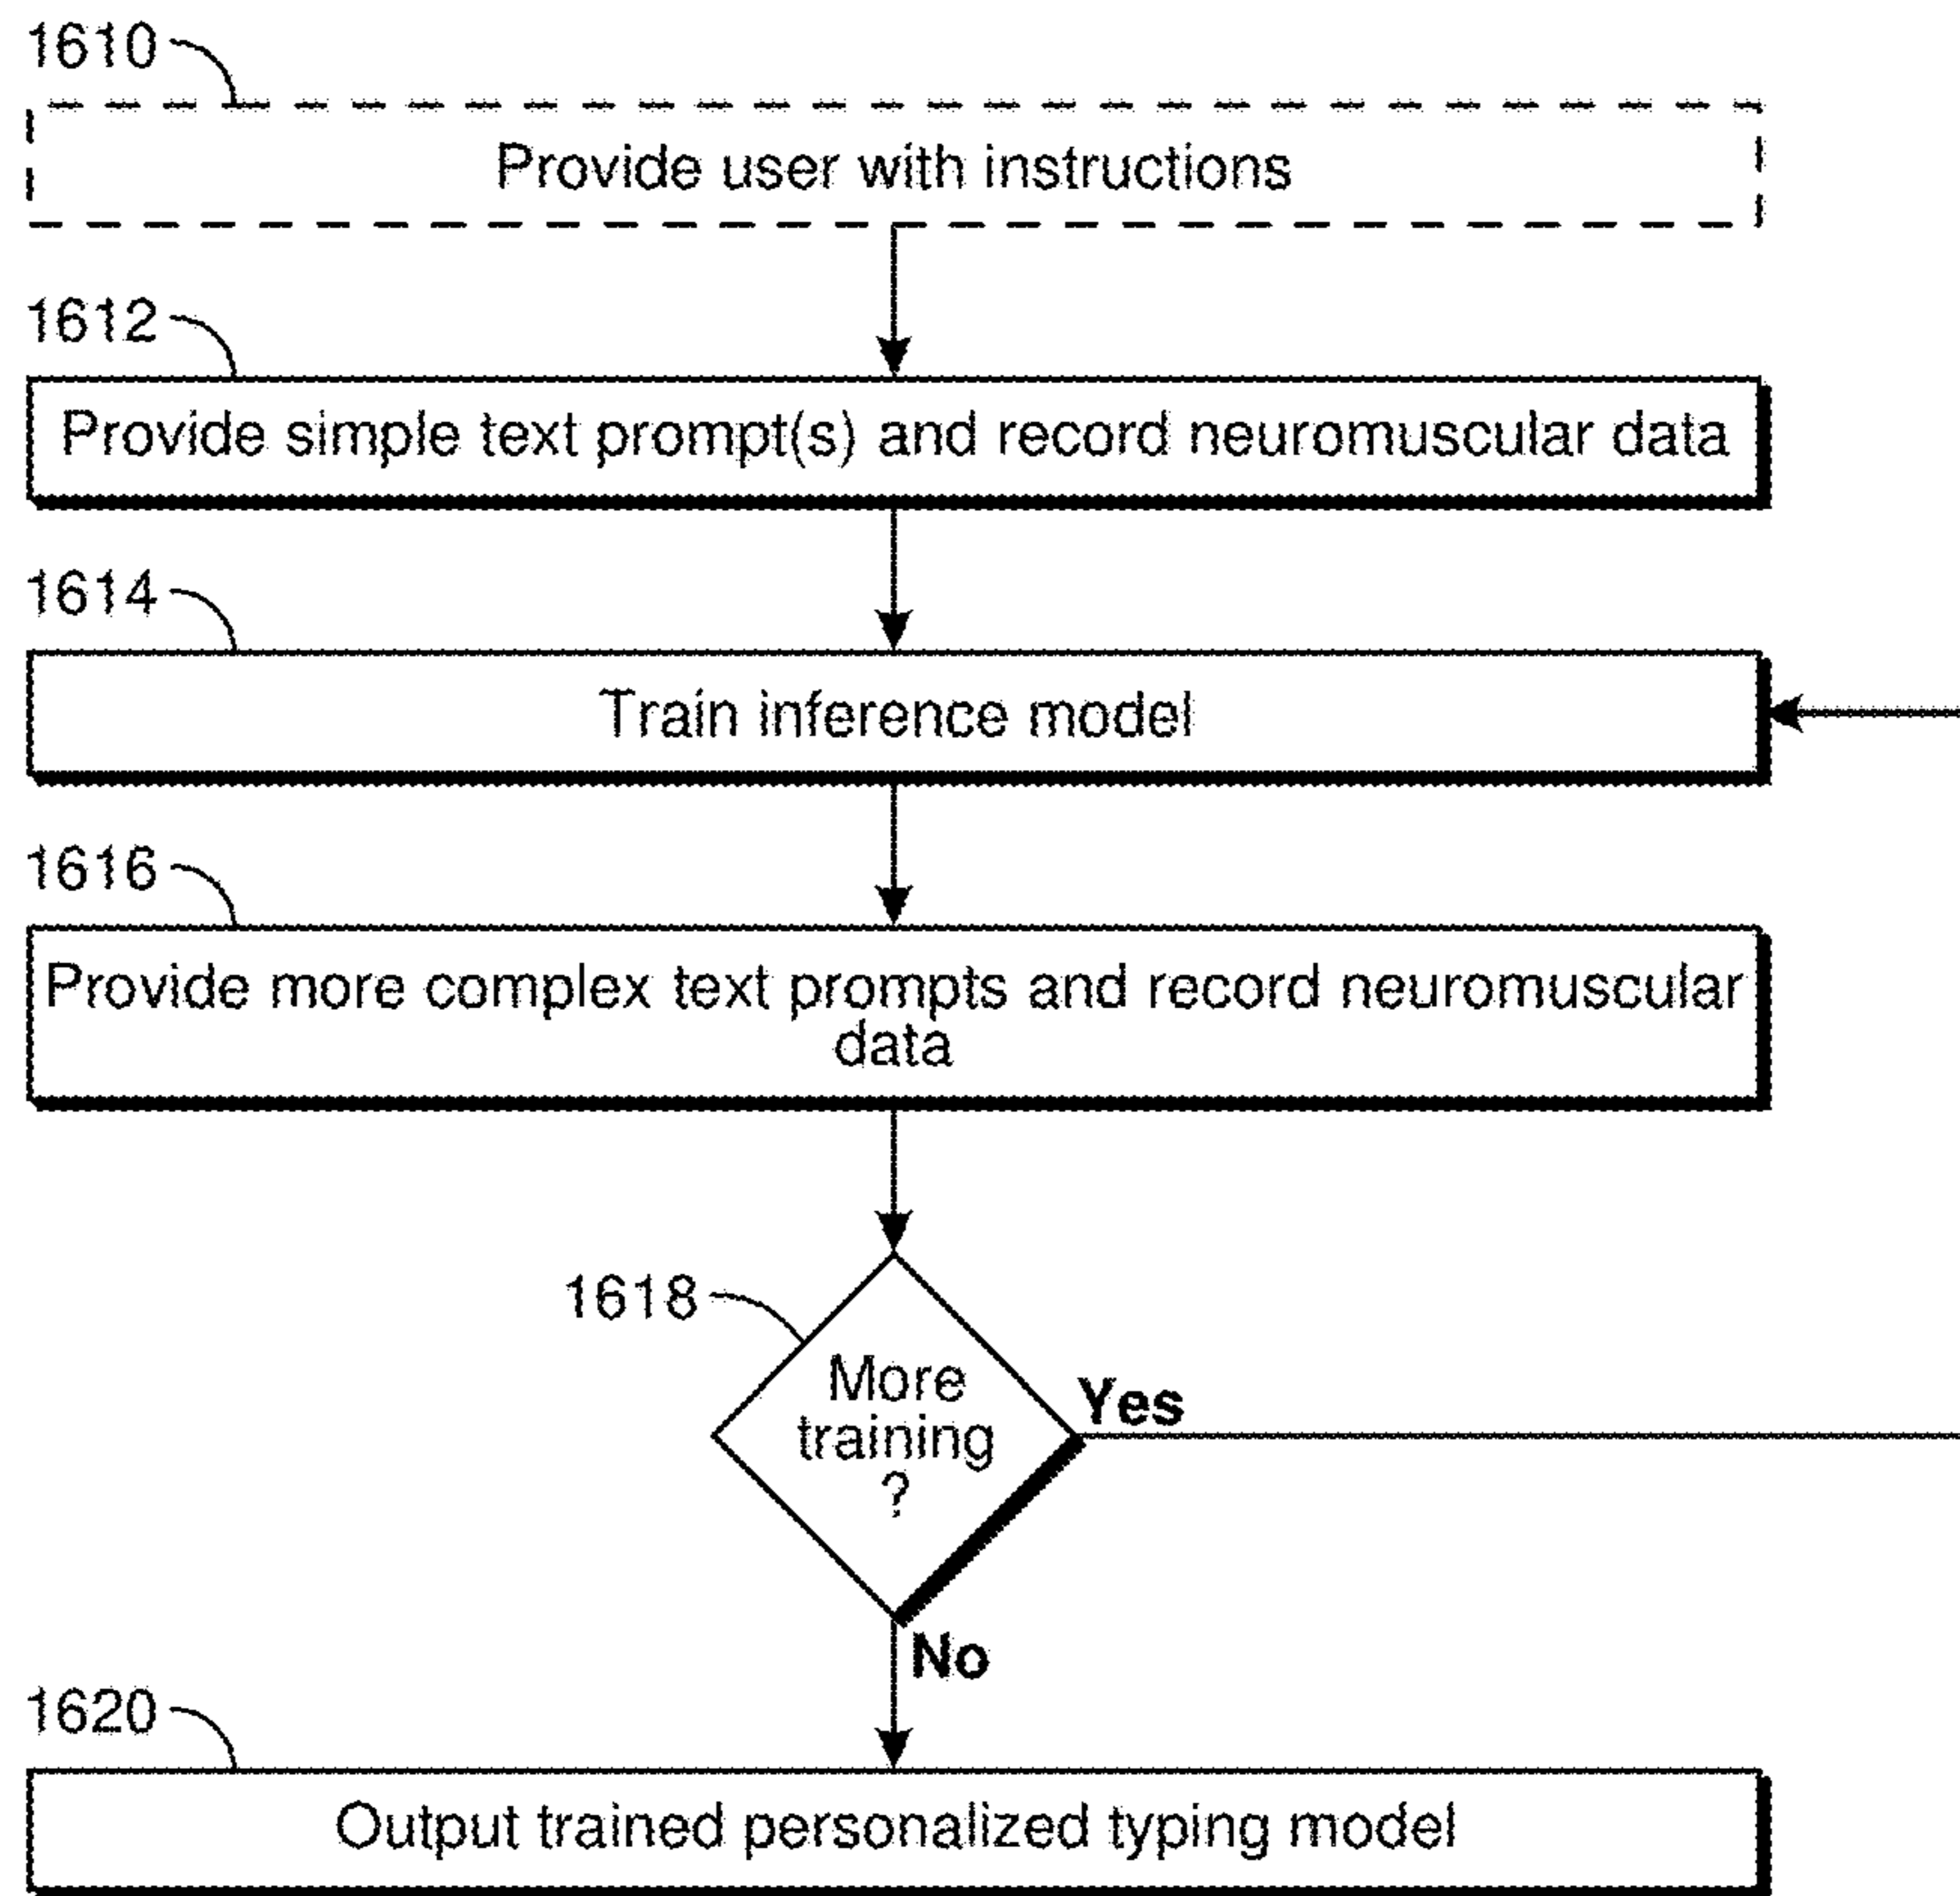 1610
Provide user with instructions
1612
Provide simple text prompt(s) and record neuromuscular data
1614
Train inference model
1616
Provide more complex text prompts and record neuromuscular
data
1618
More
training
?
Yes
No
1620
Output trained personalized typing model